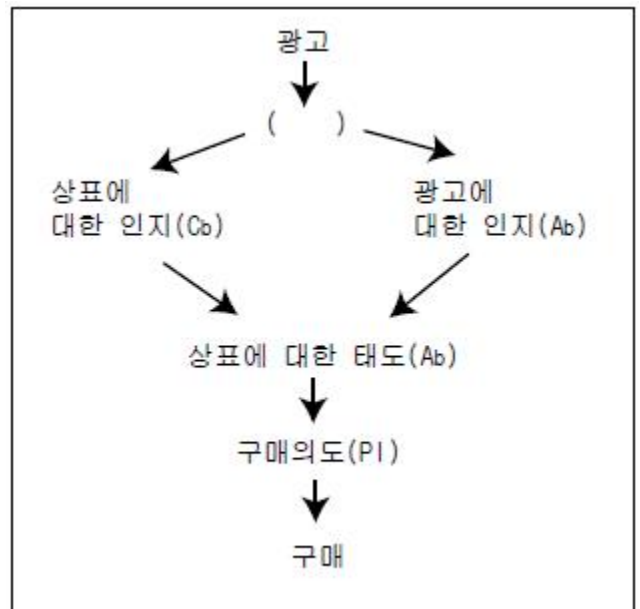 광고
(    )
상표에
대한 인지(Cb)
광고에
대한 인지(Ab)
상표에 대한 태도(Ab)
구매의도(PI)
구매